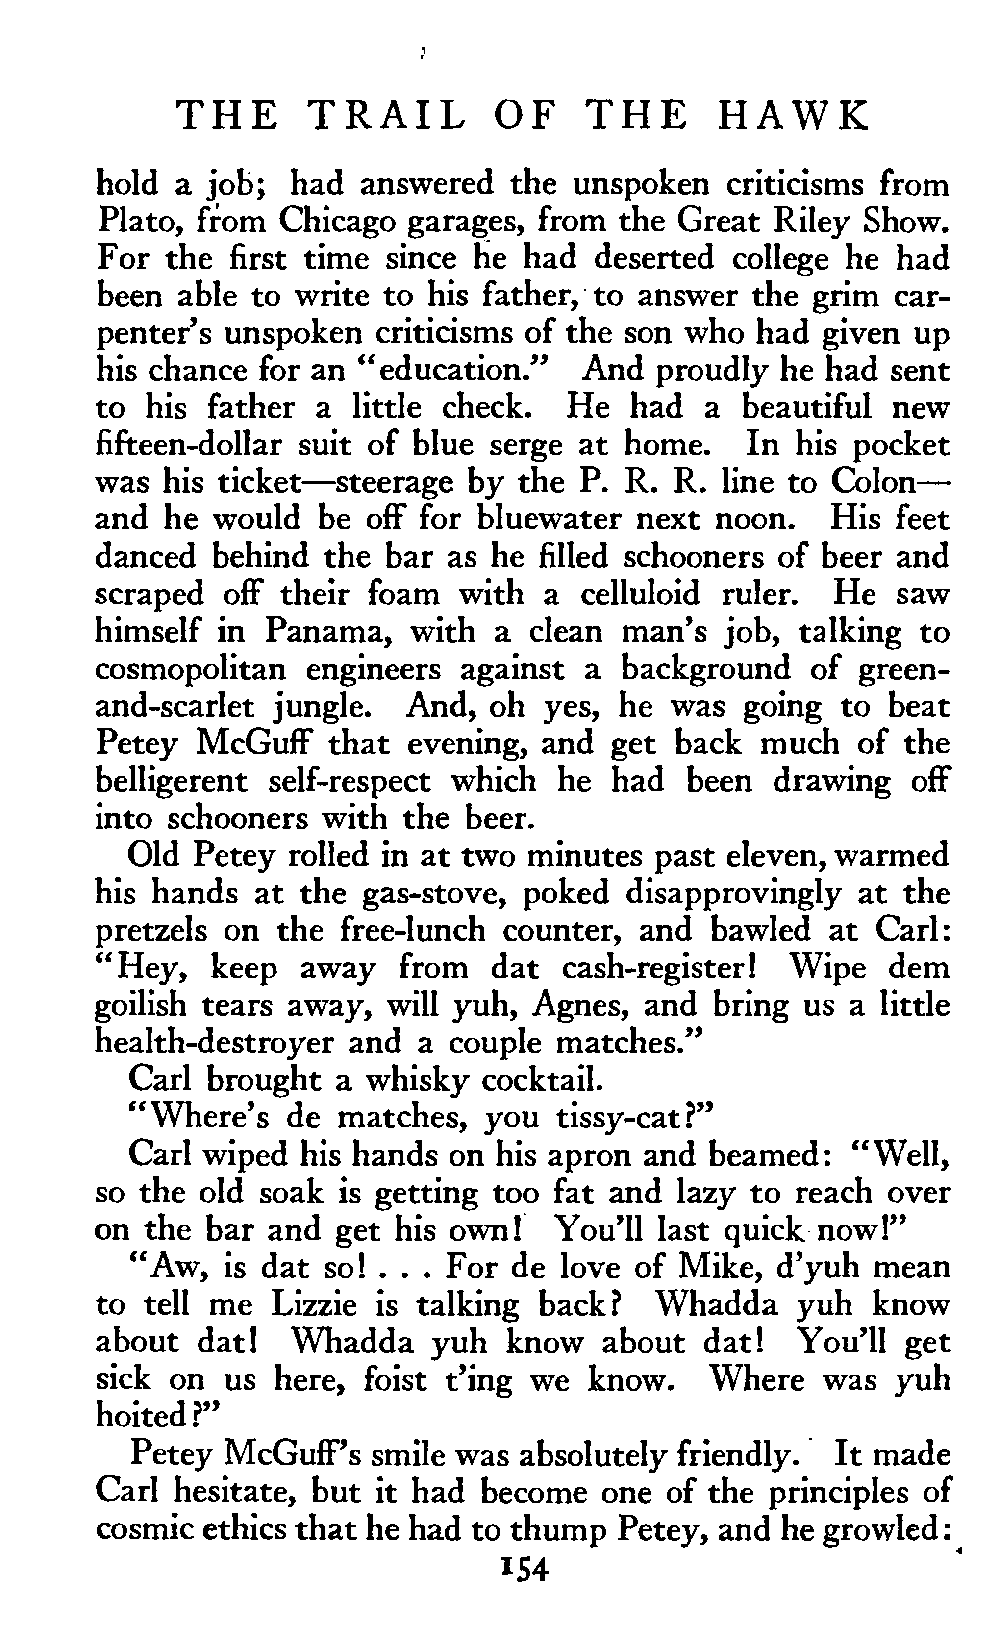 THE TRAIL OF THE HAWK
hold a job; had answered the unspoken criticisms from
Plato, from Chicago garages, from the Great Riley Show.
For the first time since he had deserted college he had
been able to write to his father, to answer the grim car-
penter's unspoken criticisms of the son who had given up
his chance for an "education." And proudly he had sent
to his father a little check. He had a beautiful new
fifteen-dollar suit of blue serge at home. In his pocket
was his ticket—steerage by the P. R. R. line to Colon—
and he would be off for bluewater next noon. His feet
danced behind the bar as he filled schooners of beer and
scraped off their foam with a celluloid ruler. He saw
himself in Panama, with a clean man's job, talking to
cosmopolitan engineers against a background of green-
and-scarlet jungle. And, oh yes, he was going to beat
Petey McGuff that evening, and get back much of the
belligerent self-respect which he had been drawing off
into schooners with the beer.
Old Petey rolled in at two minutes past eleven, warmed
his hands at the gas-stove, poked disapprovingly at the
pretzels on the free-lunch counter, and bawled at Carl:
"Hey, keep away from dat cash-register! Wipe dem
goilish tears away, will yuh, Agnes, and bring us a little
health-destroyer and a couple matches."
Carl brought a whisky cocktail.
"Where's de matches, you tissy-cat?"
Carl wiped his hands on his apron and beamed: "Well,
so the old soak is getting too fat and lazy to reach over
on the bar and get his own! You'll last quick now!"
"Aw, is dat so! . . . For de love of Mike, d'yuh mean
to tell me Lizzie is talking back? Whadda yuh know
about dat! Whadda yuh know about dat! You'll get
sick on us here, foist t'ing we know. Where was yuh
hoited?"
Petey McGuff's smile was absolutely friendly. It made
Carl hesitate, but it had become one of the principles of
cosmic ethics that he had to thump Petey, and he growled:
154